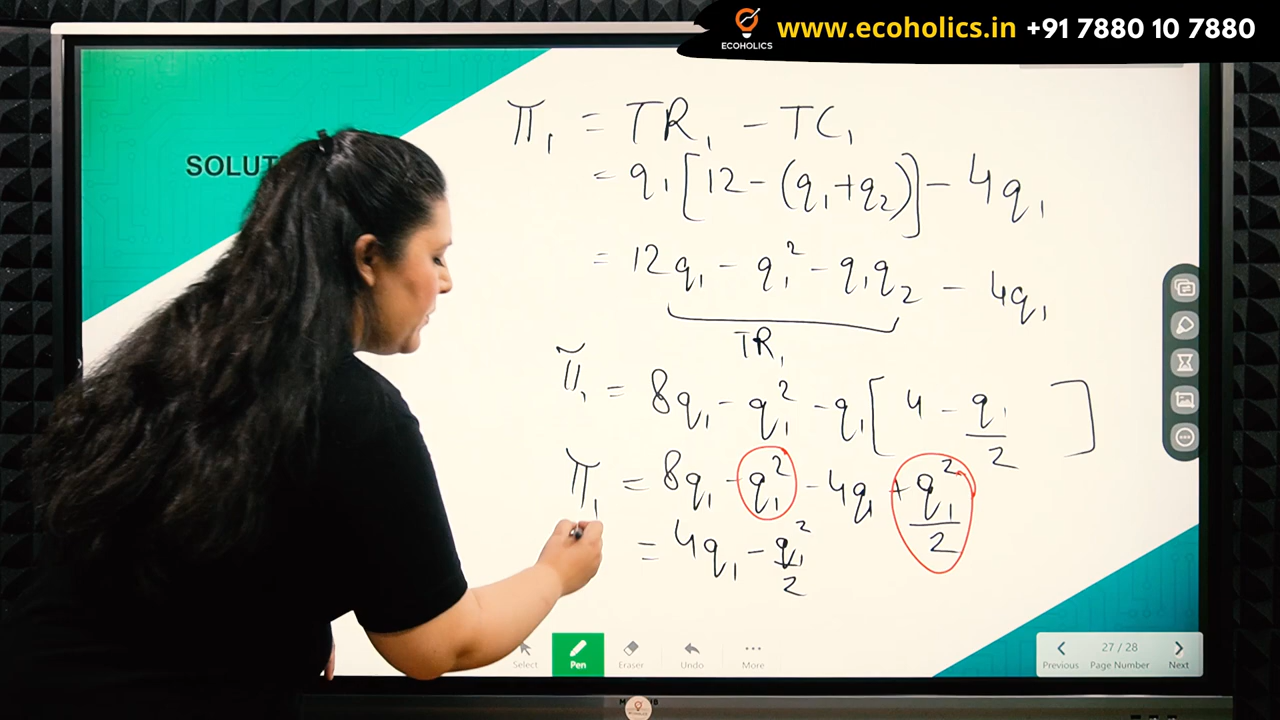 ECOHOLICS
www.ecoholics.in +91 7880 10 7880
SOLUT
π₁ = TR₁ - TC₁
= q₁[12 - (q₁+q₂)] - 4q₁
= 12q₁ - q₁² - q₁q₂ - 4q₁
TR₁
π₁ = 8q₁ - q₁² - q₁[4 - q₁/2]
π₁ = 8q₁ - q₁² - 4q₁ + q₁²/2
= 4q₁ - q₁²/2
Select
Pen
Eraser
Undo
More
27 / 28
Previous
Page Number
Next